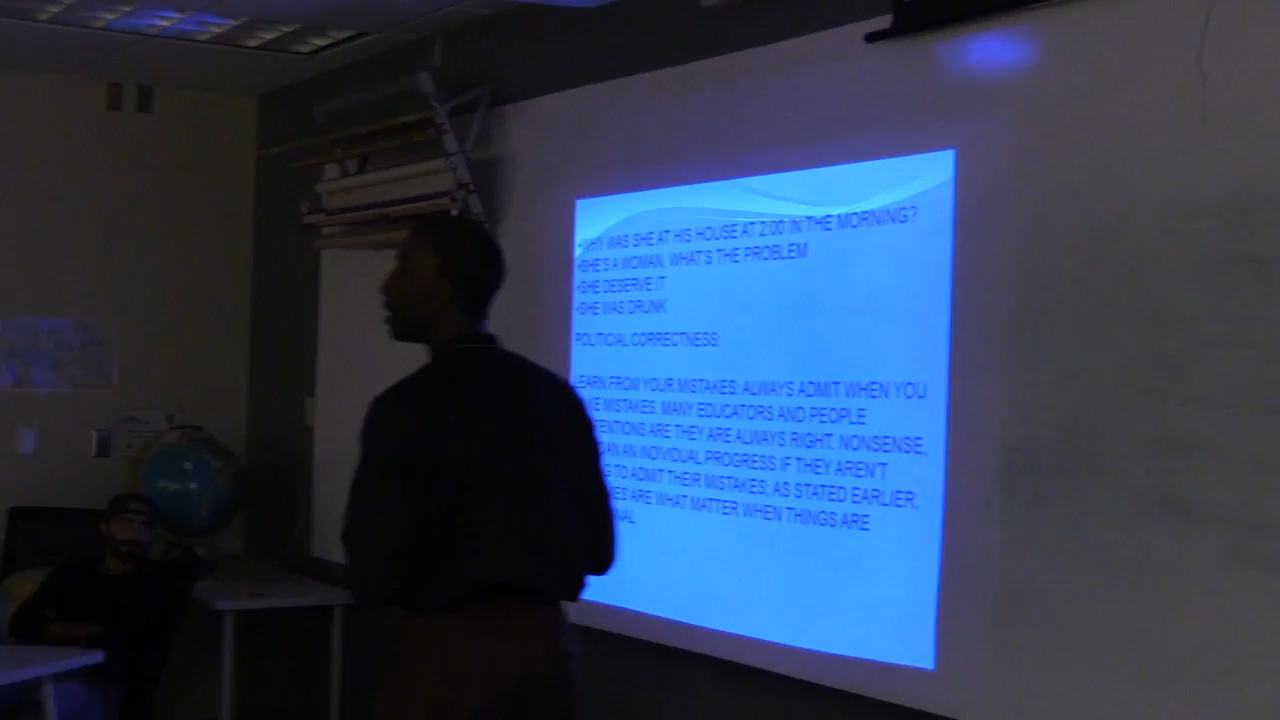 •WHY WAS SHE AT HIS HOUSE AT 2:00 IN THE MORNING?
•SHE'S A WOMAN, WHAT'S THE PROBLEM
•SHE DESERVE IT
•SHE WAS DRUNK
POLITICIAL CORRECTNESS:
LEARN FROM YOUR MISTAKES: ALWAYS ADMIT WHEN YOU
MISTAKES. MANY EDUCATORS AND PEOPLE
ARE THEY ARE ALWAYS RIGHT. NONSENSE,
AN INDIVIDUAL PROGRESS IF THEY AREN'T
TO ADMIT THEIR MISTAKES; AS STATED EARLIER,
ARE WHAT MATTER WHEN THINGS ARE